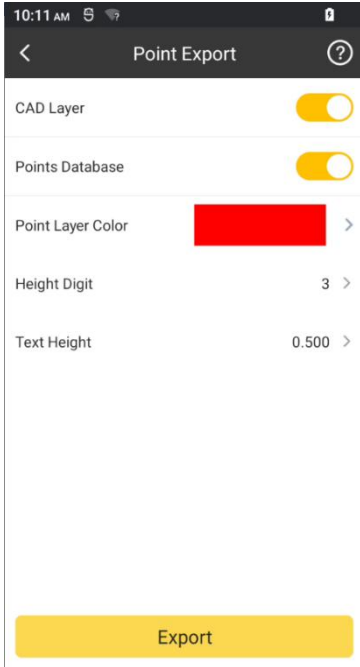 10:11 AM
Point Export
CAD Layer
Points Database
Point Layer Color
Height Digit 3
Text Height 0.500
Export